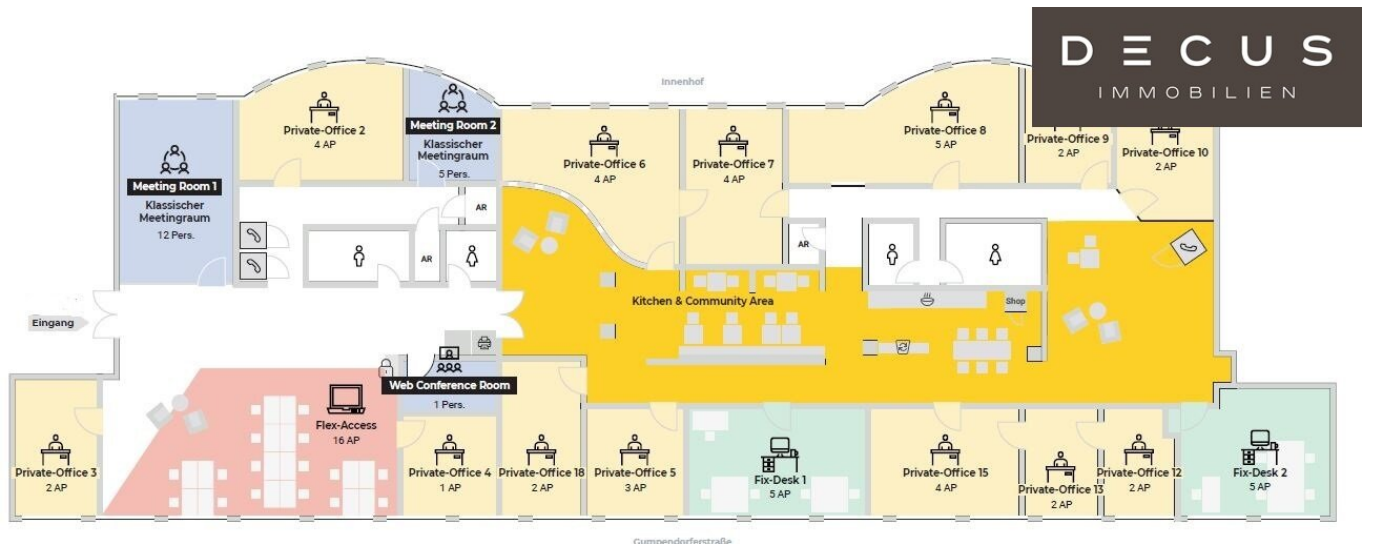 DECUS
IMMOBILIEN
Innenhof
Private-Office 2
4 AP
Meeting Room 2
Klassischer
Meetingraum
5 Pers.
Meeting Room 1
Klassischer
Meetingraum
12 Pers.
Private-Office 6
4 AP
Private-Office 7
4 AP
Private-Office 8
5 AP
Private-Office 9
2 AP
Private-Office 10
2 AP
AR
AR
AR
Eingang
Kitchen & Community Area
Shop
Web Conference Room
1 Pers.
Flex-Access
16 AP
Private-Office 3
2 AP
Private-Office 4
1 AP
Private-Office 18
2 AP
Private-Office 5
3 AP
Fix-Desk 1
5 AP
Private-Office 15
4 AP
Private-Office 13
2 AP
Private-Office 12
2 AP
Fix-Desk 2
5 AP
Gumpendorferstraße